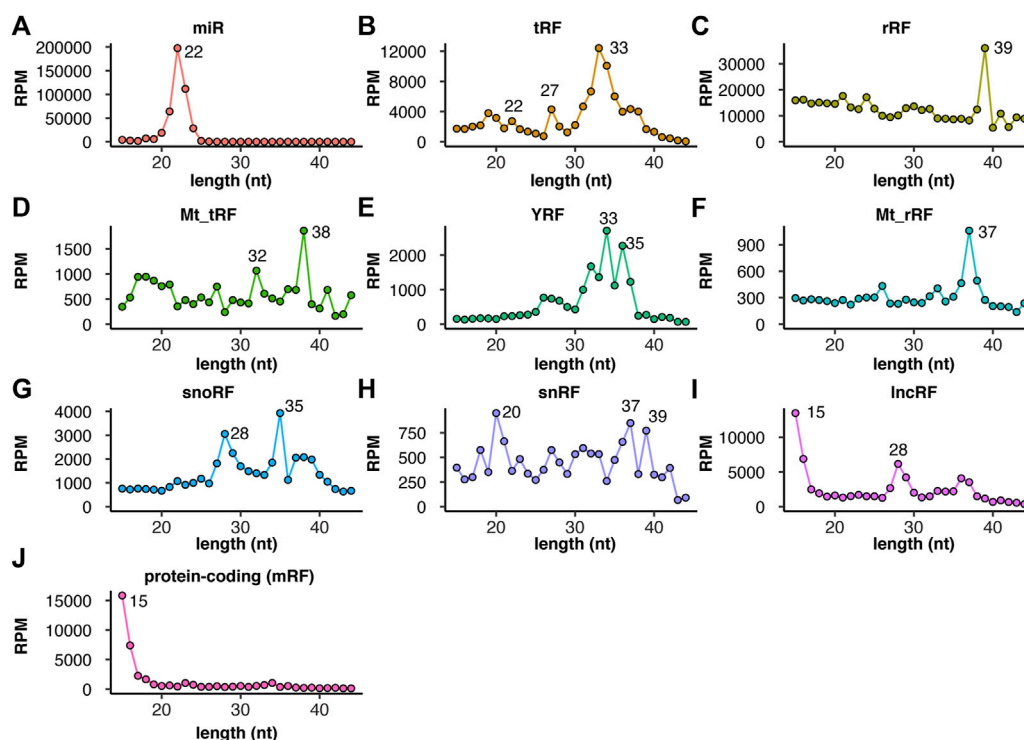 A
miR
RPM
200000
150000
100000
50000
0
22
20
30
40
length (nt)
B
tRF
RPM
12000
8000
4000
0
22
27
33
20
30
40
length (nt)
C
rRF
RPM
30000
20000
10000
0
39
20
30
40
length (nt)
D
Mt_tRF
RPM
1500
1000
500
0
32
38
20
30
40
length (nt)
E
YRF
RPM
2000
1000
0
33
35
20
30
40
length (nt)
F
Mt_rRF
RPM
900
600
300
0
37
20
30
40
length (nt)
G
snoRF
RPM
4000
3000
2000
1000
0
28
35
20
30
40
length (nt)
H
snRF
RPM
750
500
250
0
20
37
39
20
30
40
length (nt)
I
lncRF
RPM
10000
5000
0
15
28
20
30
40
length (nt)
J
protein-coding (mRF)
RPM
15000
10000
5000
0
15
20
30
40
length (nt)